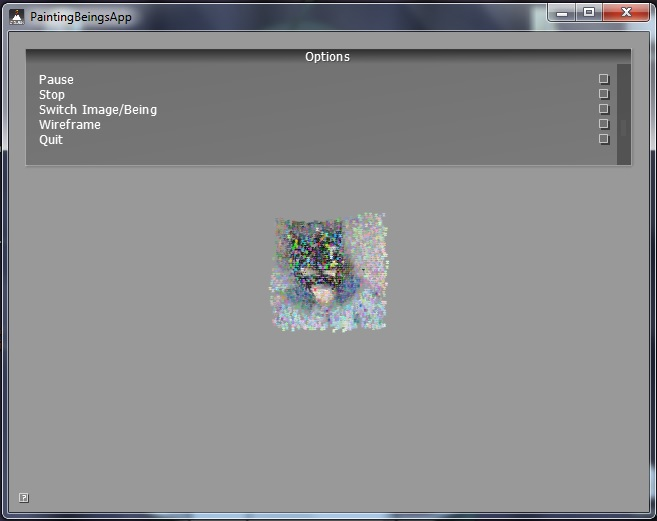 PaintingBeingsApp
Options
Pause
Stop
Switch Image/Being
Wireframe
Quit
?